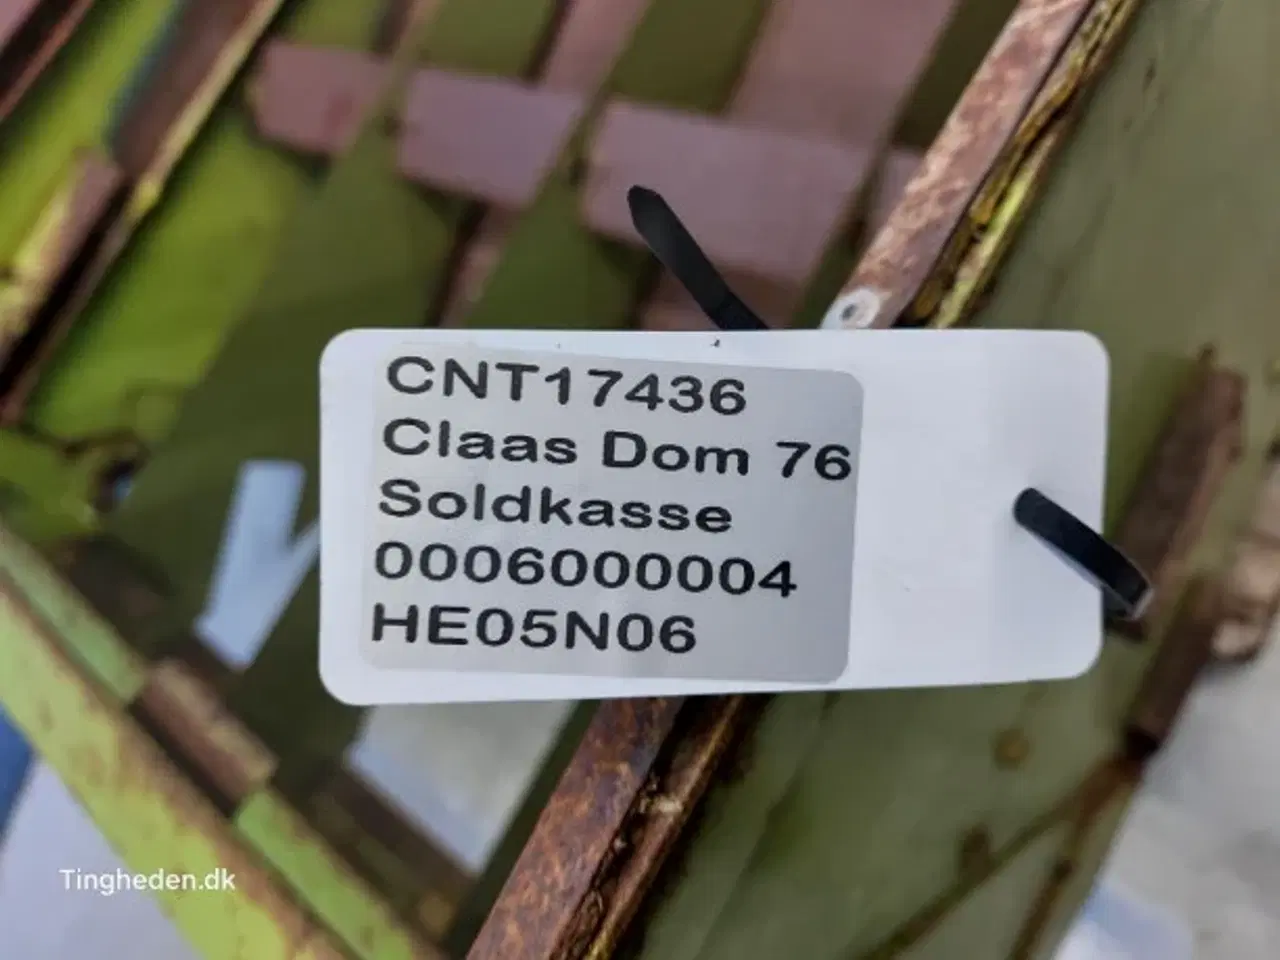 CNT17436
Claas Dom 76
Soldkasse
0006000004
HE05N06
Tingheden.dk